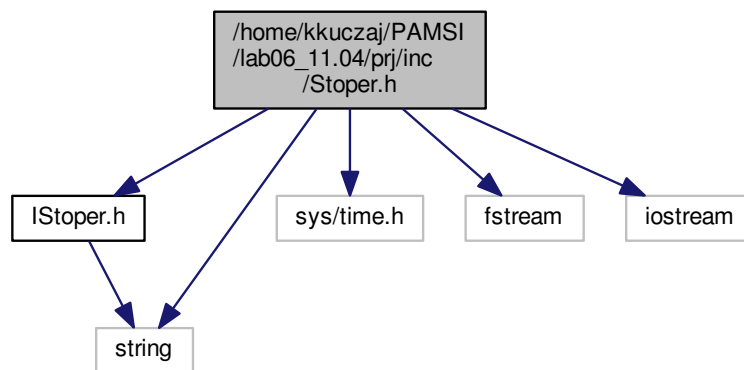 /home/kkuczaj/PAMSI
/lab06_11.04/prj/inc
/Stoper.h
IStoper.h
sys/time.h
fstream
iostream
string